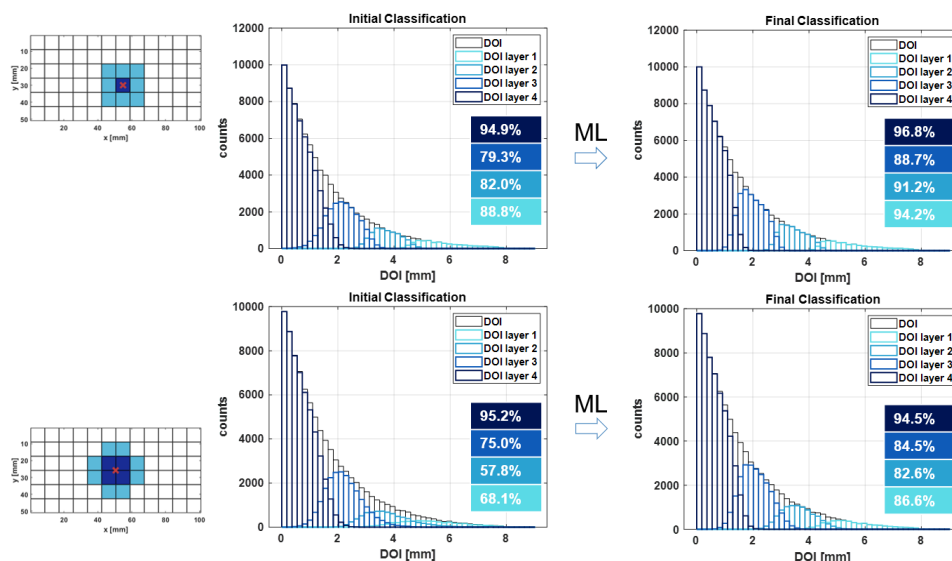 Initial Classification
12000
10000
8000
6000
4000
2000
0
counts
0 2 4 6 8
DOI [mm]
DOI
DOI layer 1
DOI layer 2
DOI layer 3
DOI layer 4
94.9%
79.3%
82.0%
88.8%
10
20
30
40
50
y [mm]
20 40 60 80 100
x [mm]
ML
Final Classification
12000
10000
8000
6000
4000
2000
0
counts
0 2 4 6 8
DOI [mm]
DOI
DOI layer 1
DOI layer 2
DOI layer 3
DOI layer 4
96.8%
88.7%
91.2%
94.2%
Initial Classification
10000
8000
6000
4000
2000
0
counts
0 2 4 6 8
DOI [mm]
DOI
DOI layer 1
DOI layer 2
DOI layer 3
DOI layer 4
95.2%
75.0%
57.8%
68.1%
10
20
30
40
50
y [mm]
20 40 60 80 100
x [mm]
ML
Final Classification
10000
8000
6000
4000
2000
0
counts
0 2 4 6 8
DOI [mm]
DOI
DOI layer 1
DOI layer 2
DOI layer 3
DOI layer 4
94.5%
84.5%
82.6%
86.6%